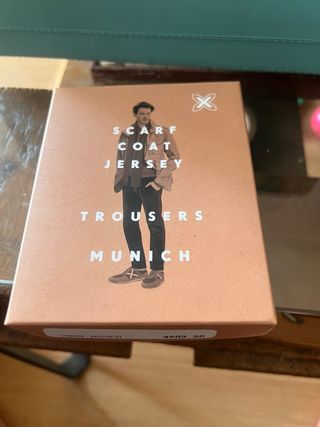 SCARF
COAT
JERSEY
TROUSERS
MUNICH